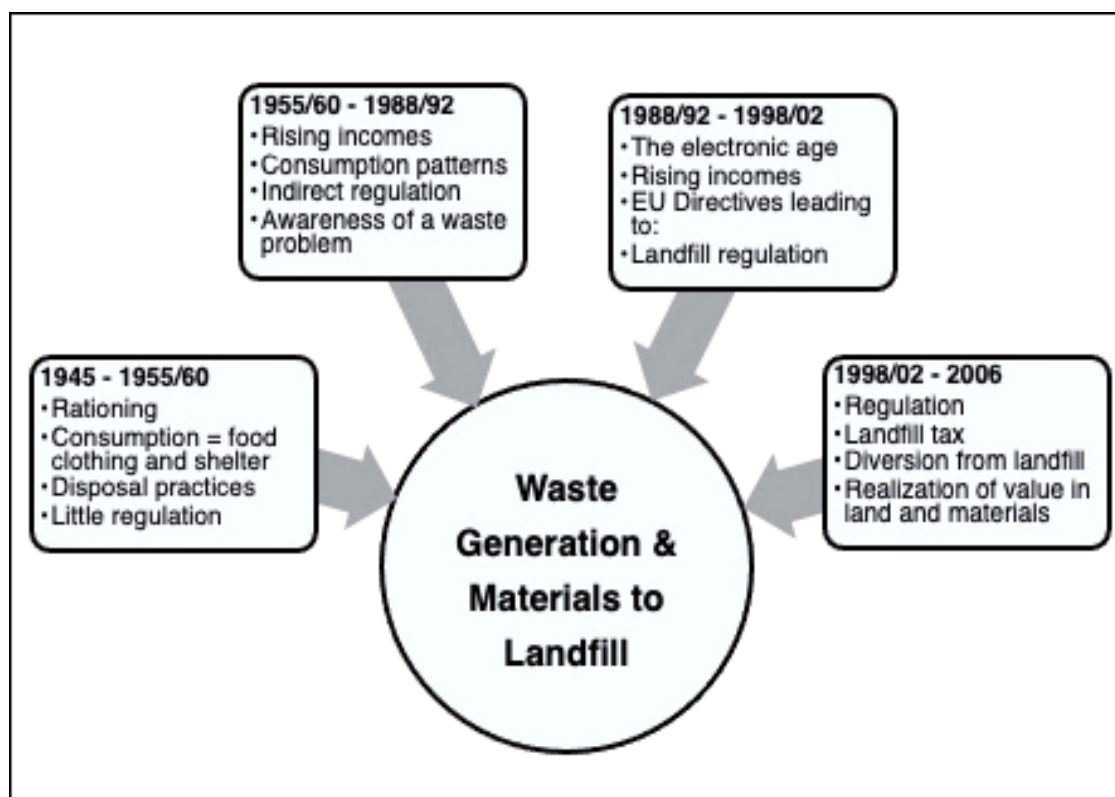 1955/60 - 1988/92
•Rising incomes
•Consumption patterns
•Indirect regulation
•Awareness of a waste
problem
1988/92 - 1998/02
•The electronic age
•Rising incomes
•EU Directives leading
to:
•Landfill regulation
1945 - 1955/60
•Rationing
•Consumption = food
clothing and shelter
•Disposal practices
•Little regulation
1998/02 - 2006
•Regulation
•Landfill tax
•Diversion from landfill
•Realization of value in
land and materials
Waste
Generation &
Materials to
Landfill